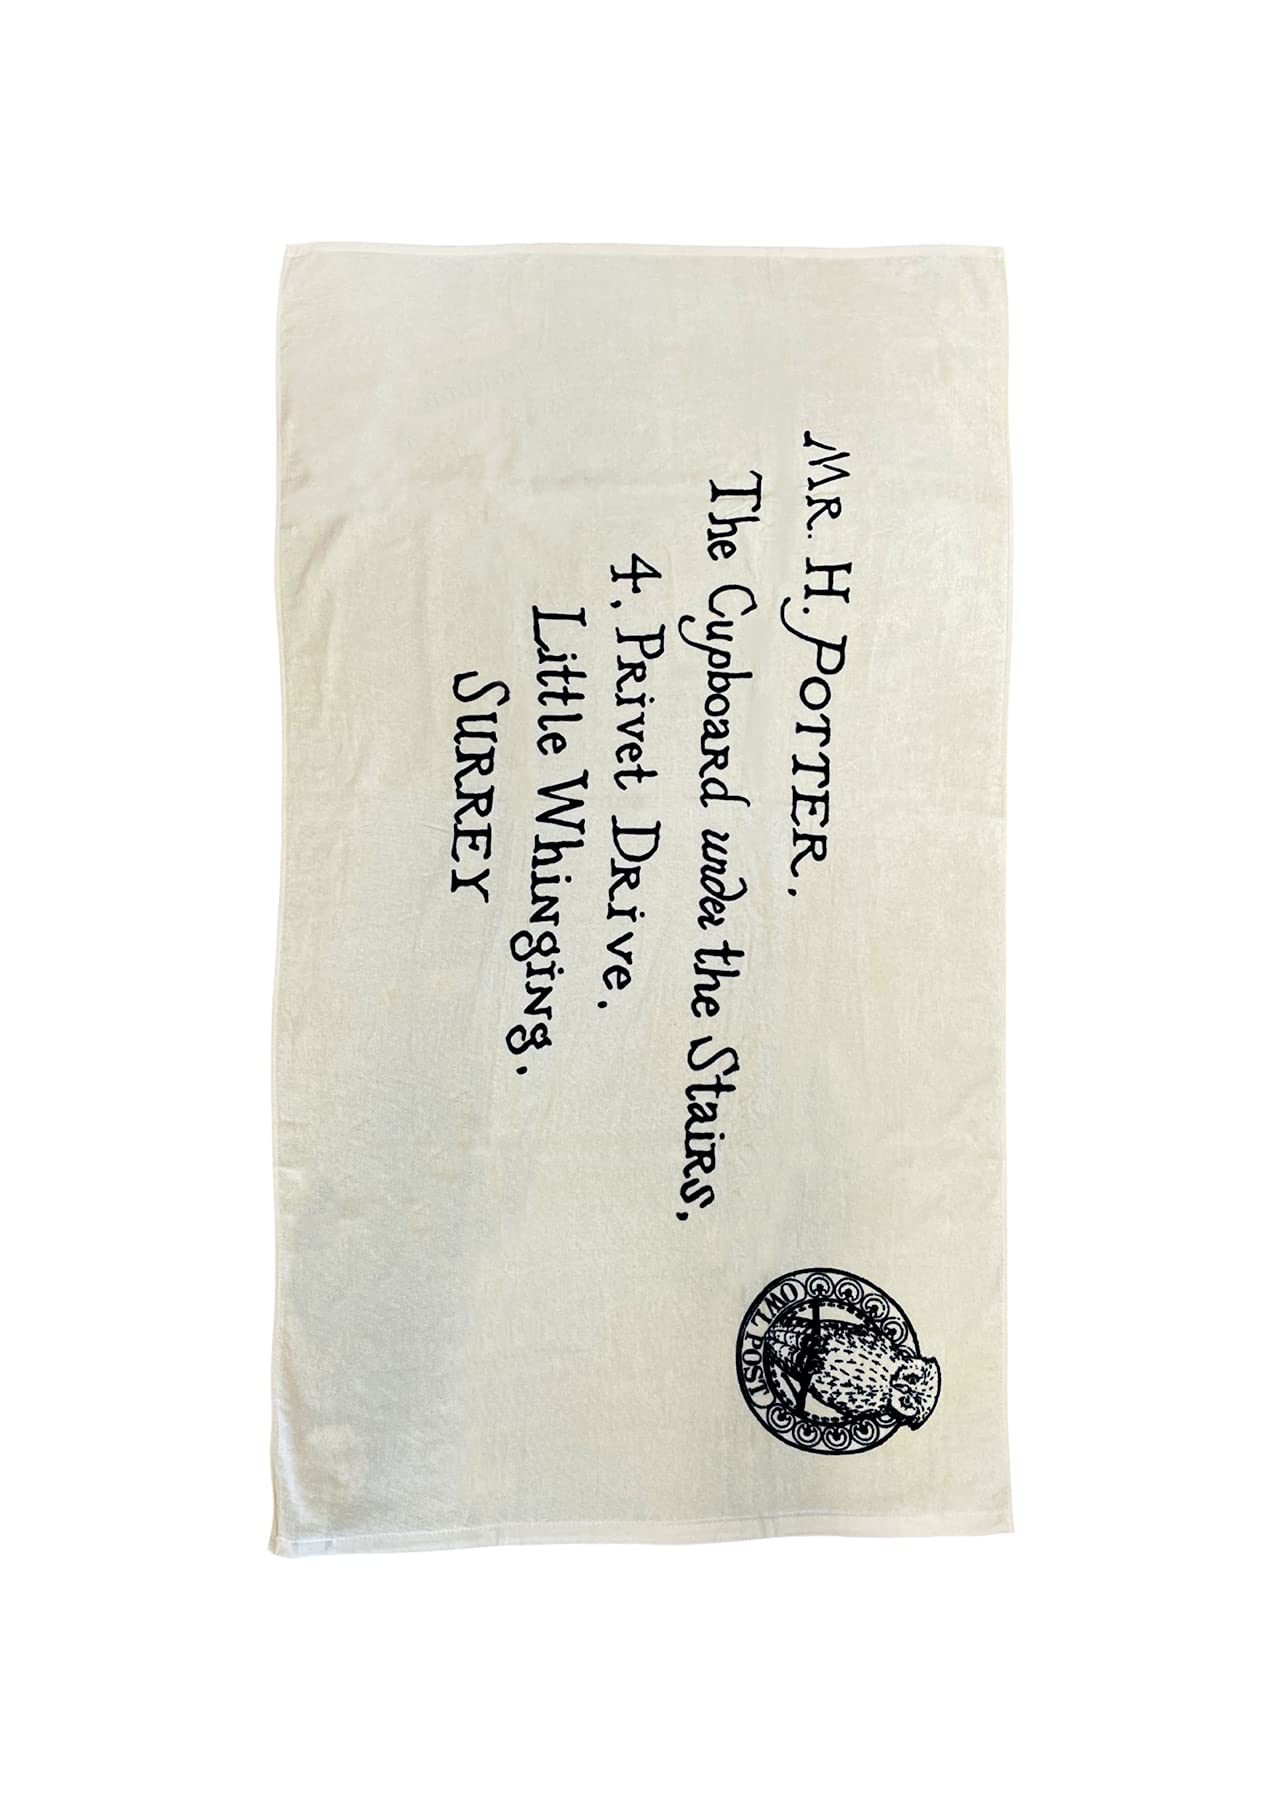 Mr. H. Potter,
The Cupboard under the Stairs,
4, Privet Drive,
Little Whinging,
SURREY
OWL POST